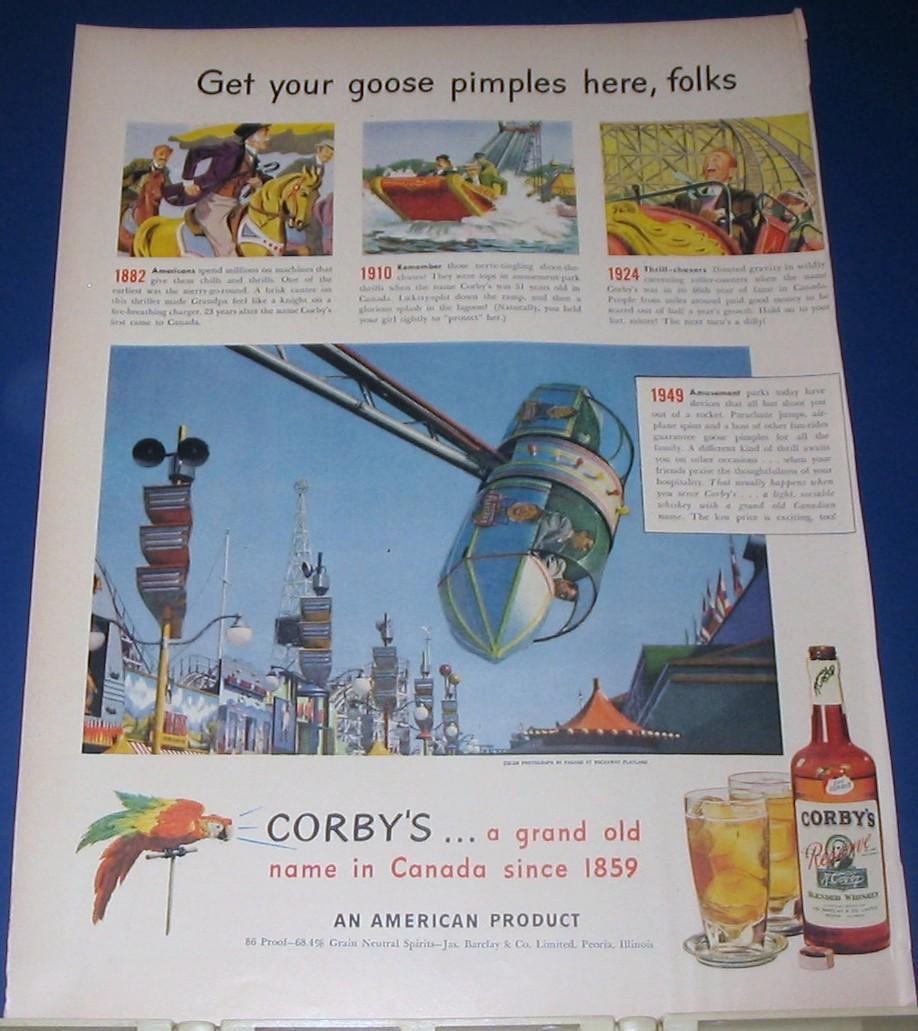 Get your goose pimples here, folks
1882 Americans spend millions on machines that
give them chills and thrills. One of the
earliest was the merry-go-round. A brisk canter on
this thriller made Grandpa feel like a knight on a
fire-breathing charger, 23 years after the name Corby's
first came to Canada.
1910 Remember those nerve-tingling shoot-the-
chutes? They were tops in amusement-park
thrills when the name Corby's was 51 years old in
Canada. Lickety-split down the ramp, and then a
glorious splash in the lagoon! (Naturally, you held
your girl tightly to "protect" her.)
1924 Thrill-chasers flouted gravity in wildly
careening roller-coasters when the name
Corby's was in its 65th year of fame in Canada.
People from miles around paid good money to be
scared out of half a year's growth. Hold on to your
hat, mister! The next turn's a dilly!
1949 Amusement parks today have
devices that all but shoot you
out of a rocket. Parachute jumps, air-
plane spins and a host of other fun-rides
guarantee goose pimples for all the
family. A different kind of thrill awaits
you on other occasions . . . when your
friends praise the thoughtfulness of your
hospitality. That usually happens when
you serve Corby's . . . a light, sociable
whiskey with a grand old Canadian
name. The low price is exciting, too!
COLOR PHOTOGRAPH BY PAGANO AT ROCKAWAY PLAYLAND
CORBY'S ... a grand old
name in Canada since 1859
AN AMERICAN PRODUCT
86 Proof—68.4% Grain Neutral Spirits—Jas. Barclay & Co. Limited, Peoria, Illinois
CORBY'S
Reserve
BLENDED WHISKEY
JAS. BARCLAY & CO. LIMITED